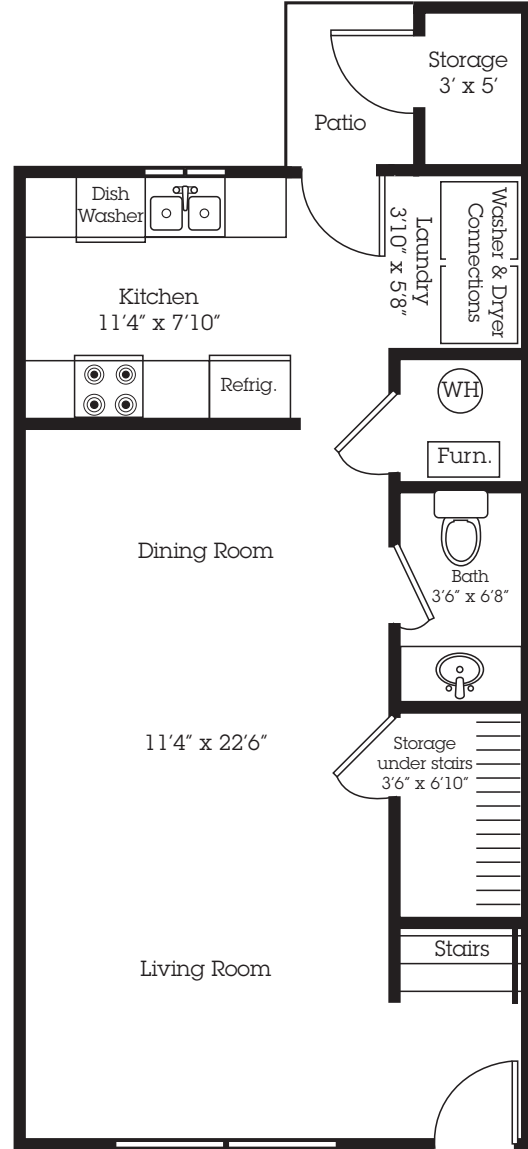 Storage
3' x 5'
Patio
Dish
Washer
Laundry
3'10" x 5'8"
Washer & Dryer
Connections
Kitchen
11'4" x 7'10"
Refrig.
WH
Furn.
Dining Room
Bath
3'6" x 6'8"
11'4" x 22'6"
Storage
under stairs
3'6" x 6'10"
Stairs
Living Room